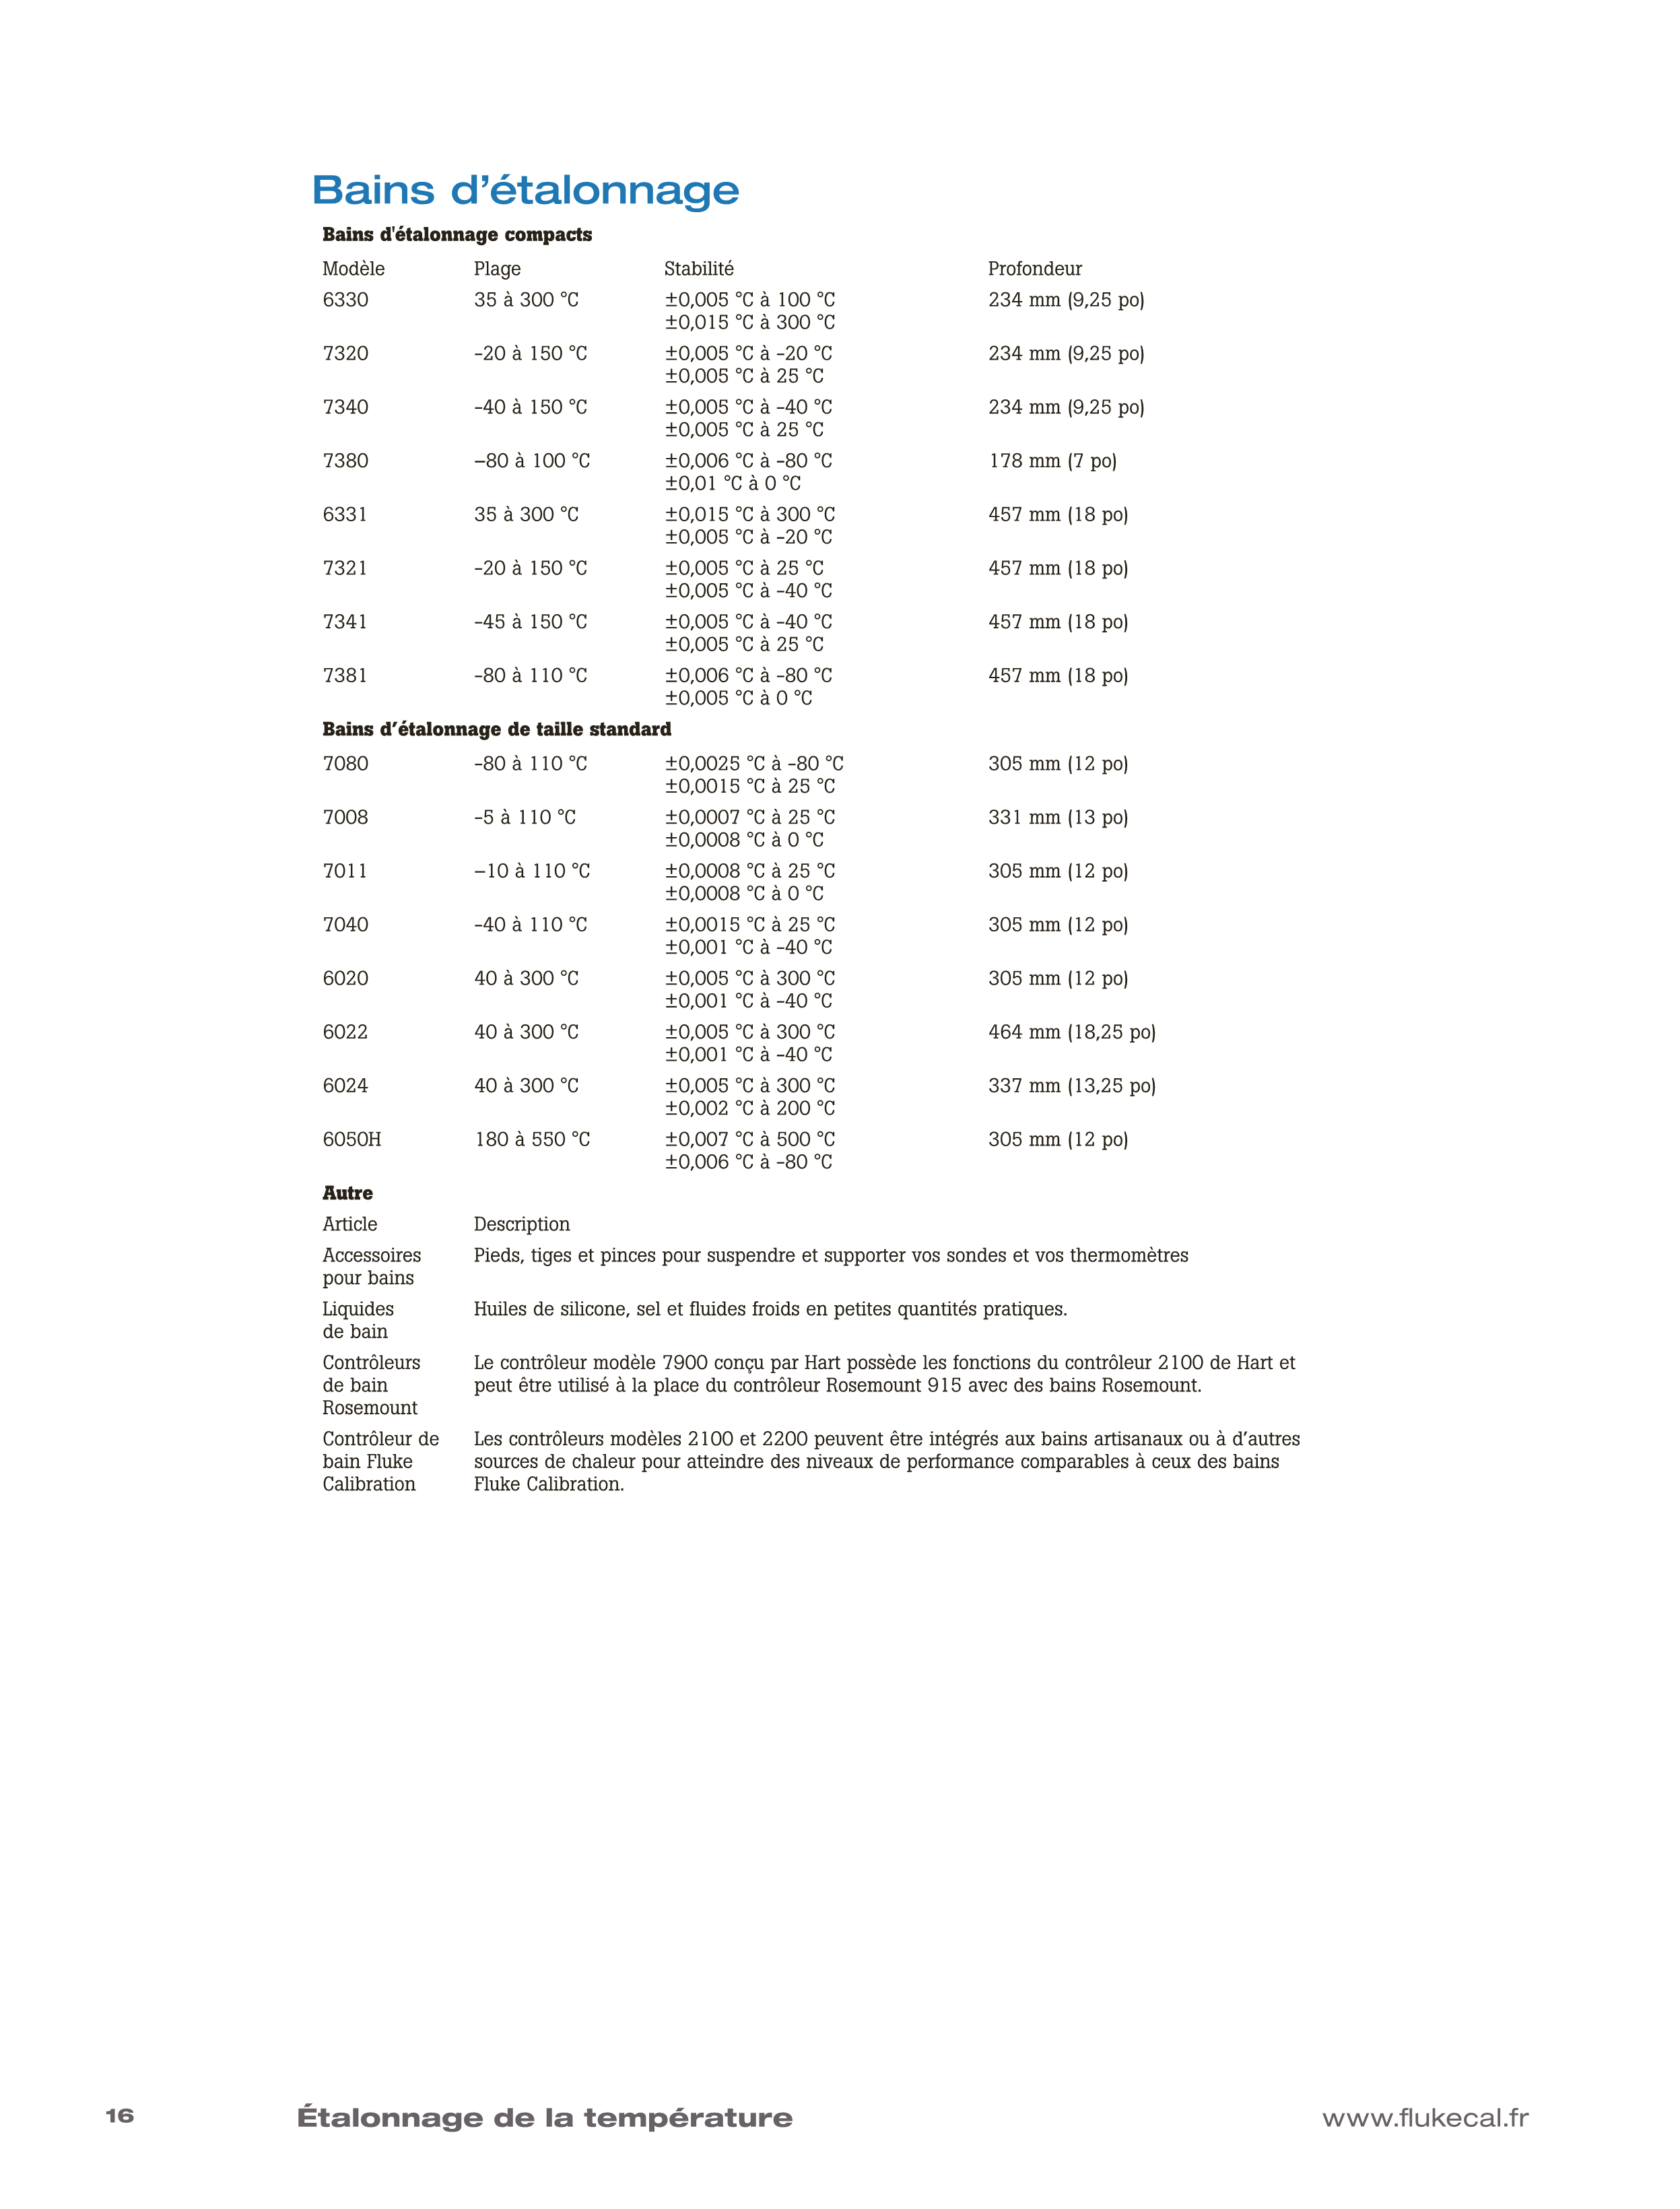 Bains d’étalonnage
Bains d'étalonnage compacts
Modèle Plage Stabilité Profondeur
6330 35 à 300 °C ±0,005 °C à 100 °C 234 mm (9,25 po)
±0,015 °C à 300 °C
7320 -20 à 150 °C ±0,005 °C à -20 °C 234 mm (9,25 po)
±0,005 °C à 25 °C
7340 -40 à 150 °C ±0,005 °C à -40 °C 234 mm (9,25 po)
±0,005 °C à 25 °C
7380 –80 à 100 °C ±0,006 °C à -80 °C 178 mm (7 po)
±0,01 °C à 0 °C
6331 35 à 300 °C ±0,015 °C à 300 °C 457 mm (18 po)
±0,005 °C à -20 °C
7321 -20 à 150 °C ±0,005 °C à 25 °C 457 mm (18 po)
±0,005 °C à -40 °C
7341 -45 à 150 °C ±0,005 °C à -40 °C 457 mm (18 po)
±0,005 °C à 25 °C
7381 -80 à 110 °C ±0,006 °C à -80 °C 457 mm (18 po)
±0,005 °C à 0 °C
Bains d’étalonnage de taille standard
7080 -80 à 110 °C ±0,0025 °C à -80 °C 305 mm (12 po)
±0,0015 °C à 25 °C
7008 -5 à 110 °C ±0,0007 °C à 25 °C 331 mm (13 po)
±0,0008 °C à 0 °C
7011 –10 à 110 °C ±0,0008 °C à 25 °C 305 mm (12 po)
±0,0008 °C à 0 °C
7040 -40 à 110 °C ±0,0015 °C à 25 °C 305 mm (12 po)
±0,001 °C à -40 °C
6020 40 à 300 °C ±0,005 °C à 300 °C 305 mm (12 po)
±0,001 °C à -40 °C
6022 40 à 300 °C ±0,005 °C à 300 °C 464 mm (18,25 po)
±0,001 °C à -40 °C
6024 40 à 300 °C ±0,005 °C à 300 °C 337 mm (13,25 po)
±0,002 °C à 200 °C
6050H 180 à 550 °C ±0,007 °C à 500 °C 305 mm (12 po)
±0,006 °C à -80 °C
Autre
Article Description
Accessoires Pieds, tiges et pinces pour suspendre et supporter vos sondes et vos thermomètres
pour bains
Liquides Huiles de silicone, sel et fluides froids en petites quantités pratiques.
de bain
Contrôleurs Le contrôleur modèle 7900 conçu par Hart possède les fonctions du contrôleur 2100 de Hart et
de bain peut être utilisé à la place du contrôleur Rosemount 915 avec des bains Rosemount.
Rosemount
Contrôleur de Les contrôleurs modèles 2100 et 2200 peuvent être intégrés aux bains artisanaux ou à d’autres
bain Fluke sources de chaleur pour atteindre des niveaux de performance comparables à ceux des bains
Calibration Fluke Calibration.
16 Étalonnage de la température www.flukecal.fr